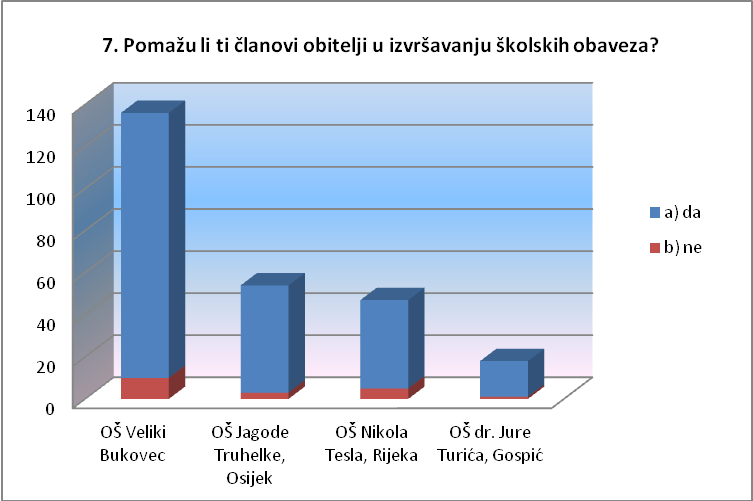 7. Pomažu li ti članovi obitelji u izvršavanju školskih obaveza?
140
120
100
80
60
40
20
0
a) da
b) ne
OŠ Veliki
Bukovec
OŠ Jagode
Truhelke,
Osijek
OŠ Nikola
Tesla, Rijeka
OŠ dr. Jure
Turića, Gospić